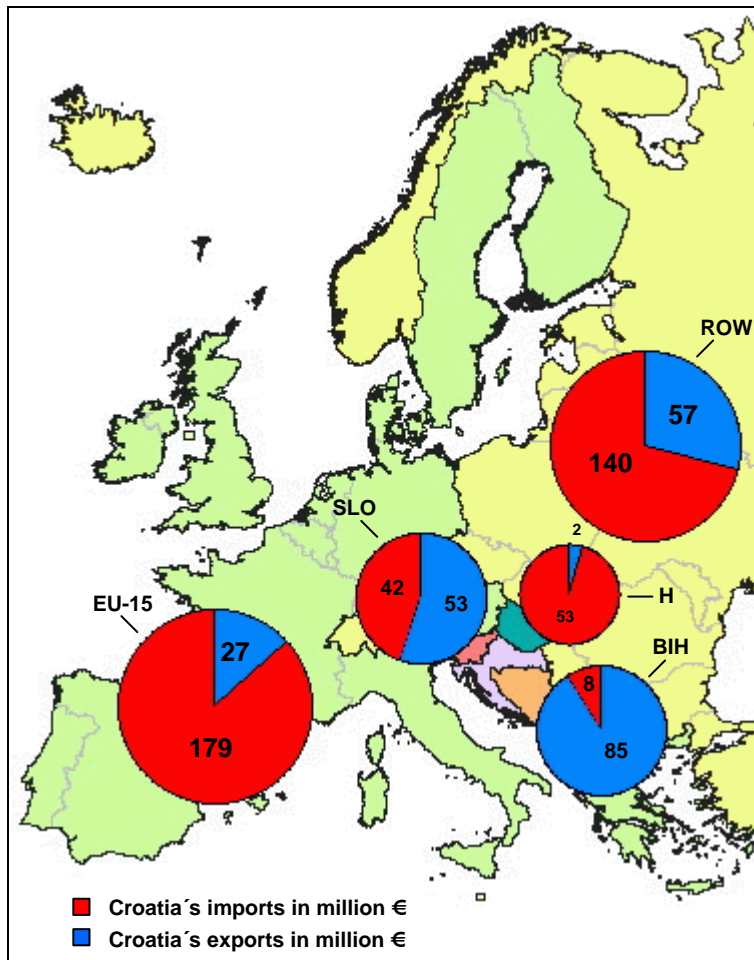 ROW
57
140
SLO
2
42
53
H
53
EU-15
BIH
27
8
179
85
Croatia´s imports in million €
Croatia´s exports in million €